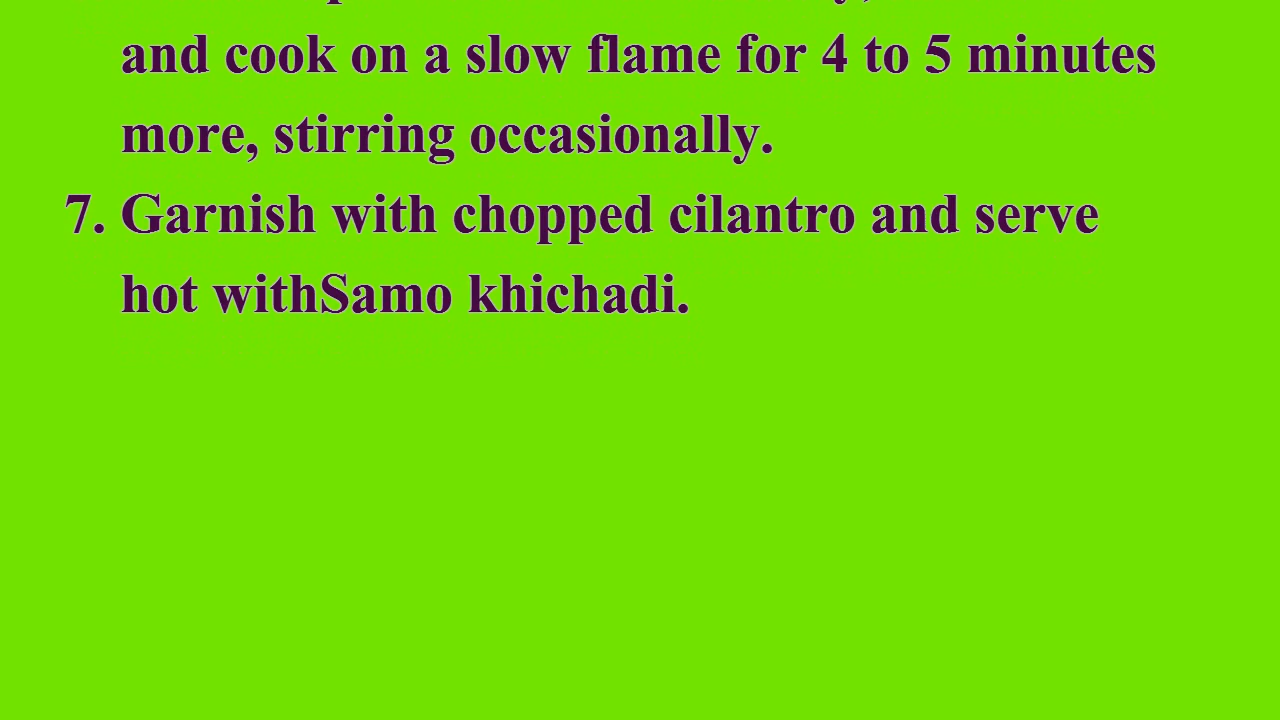 and cook on a slow flame for 4 to 5 minutes
more, stirring occasionally.
7. Garnish with chopped cilantro and serve
hot withSamo khichadi.